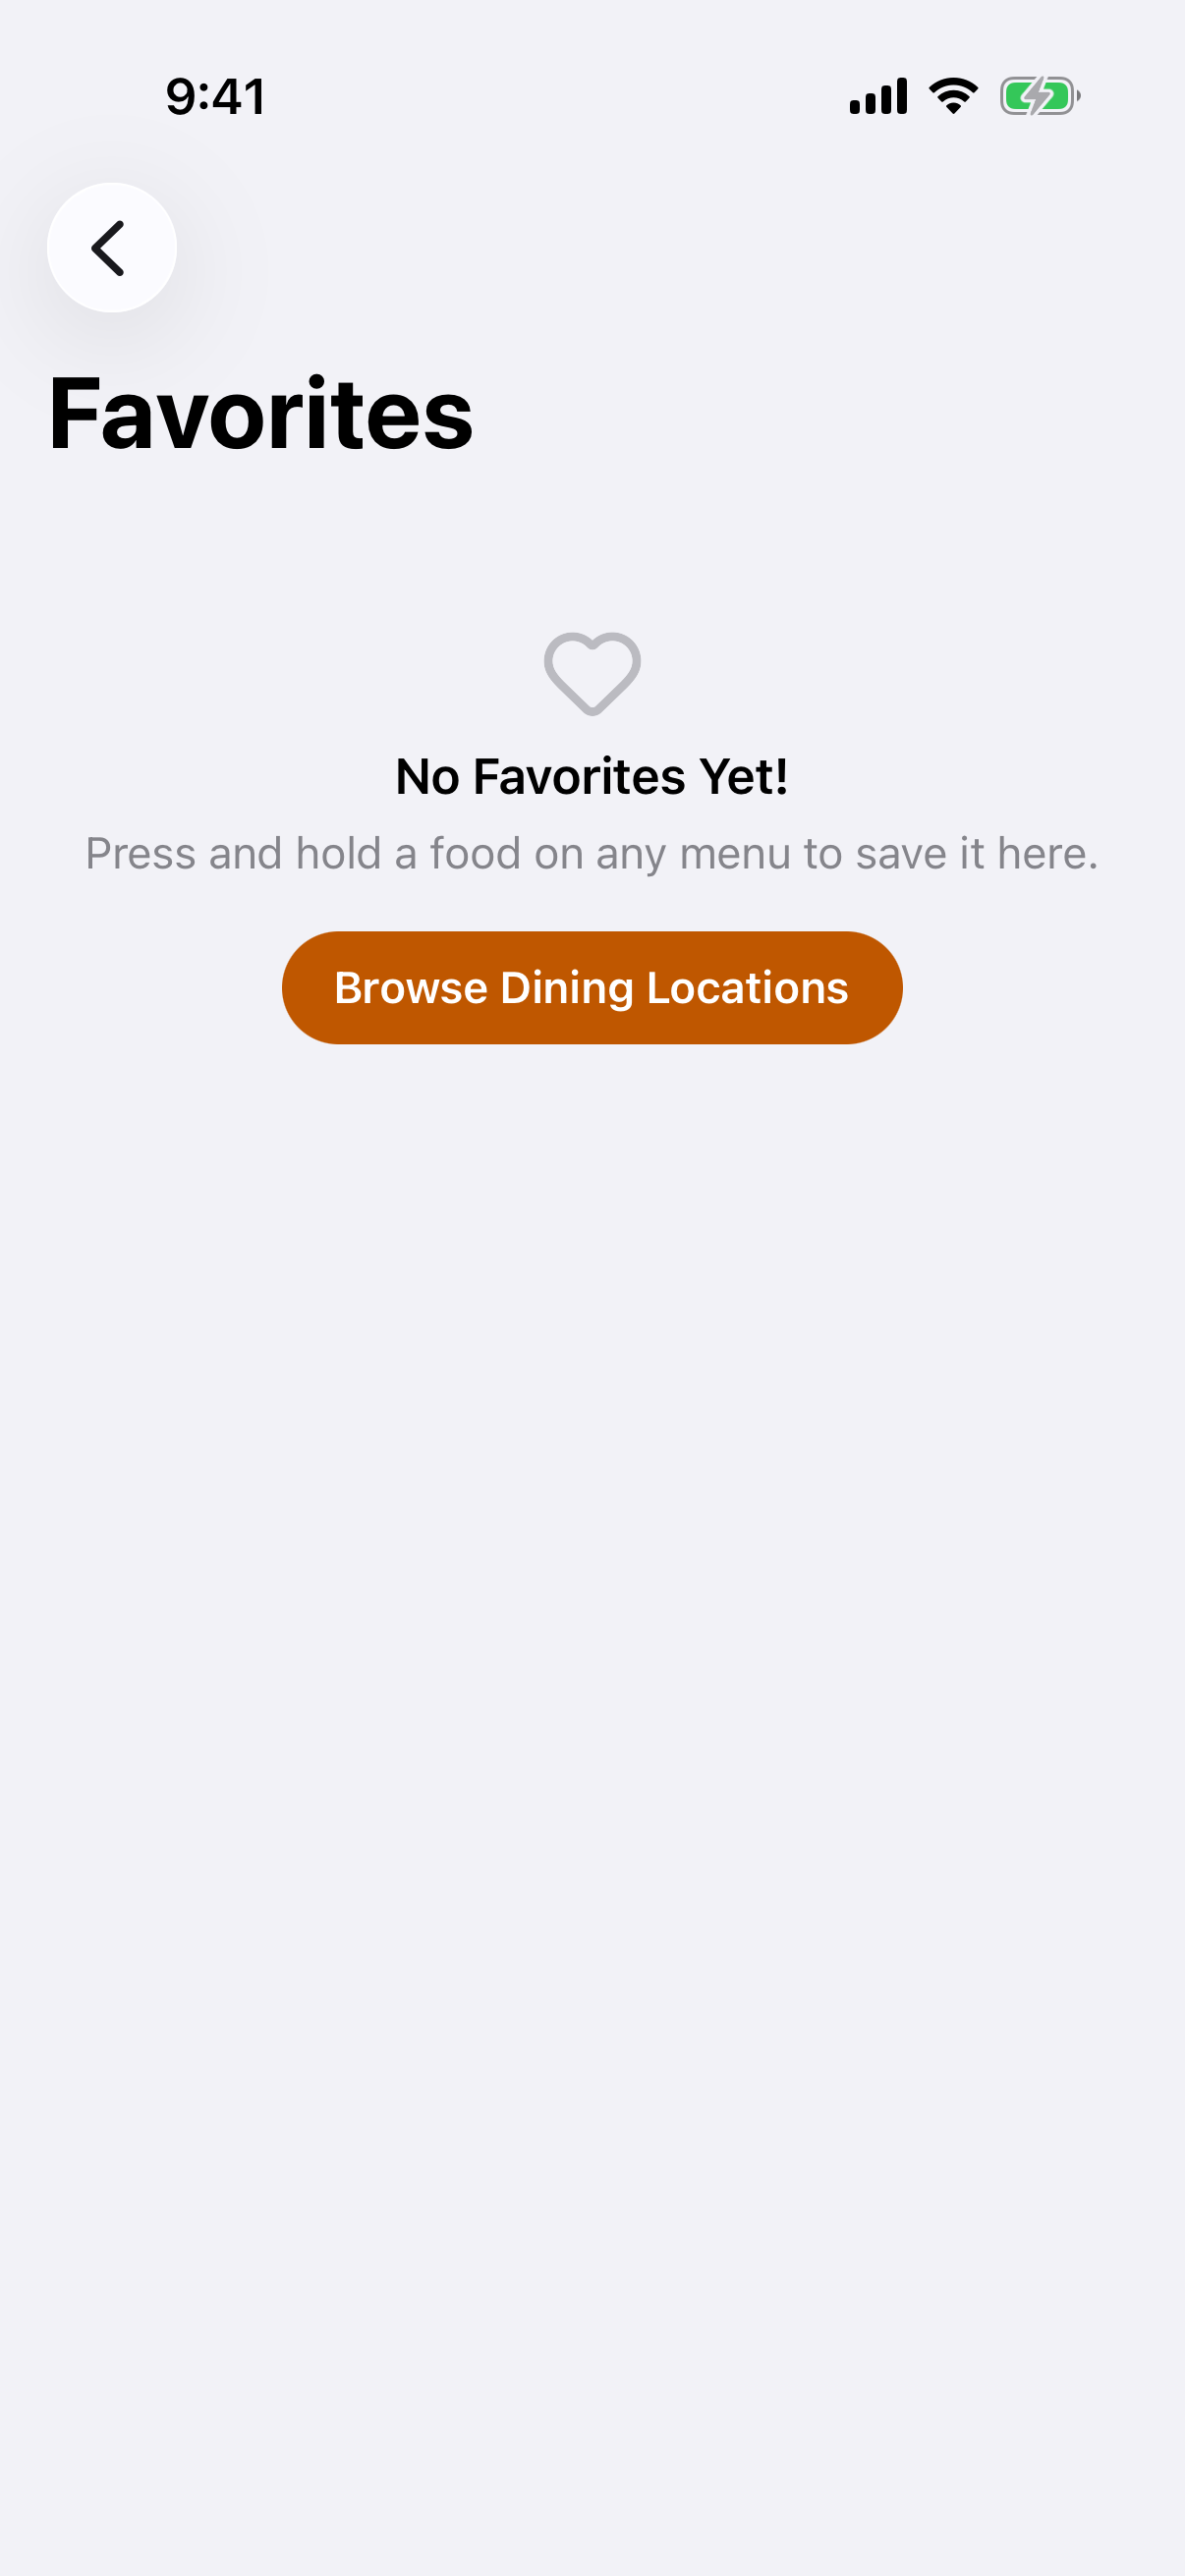 9:41
Favorites
No Favorites Yet!
Press and hold a food on any menu to save it here.
Browse Dining Locations